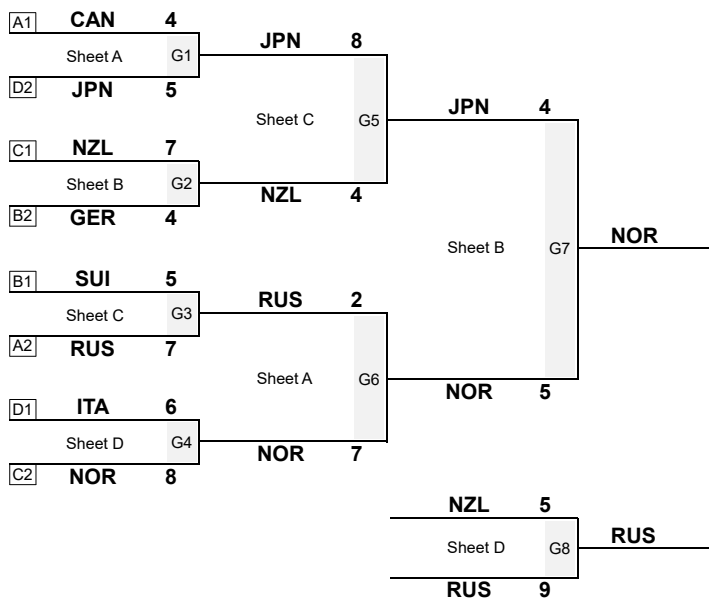 A1 CAN 4
JPN 8
Sheet A G1
D2 JPN 5
Sheet C G5
JPN 4
C1 NZL 7
Sheet B G2
NZL 4
B2 GER 4
NOR
Sheet B G7
B1 SUI 5
RUS 2
Sheet C G3
A2 RUS 7
Sheet A G6
NOR 5
D1 ITA 6
Sheet D G4
NOR 7
C2 NOR 8
NZL 5
RUS
Sheet D G8
RUS 9